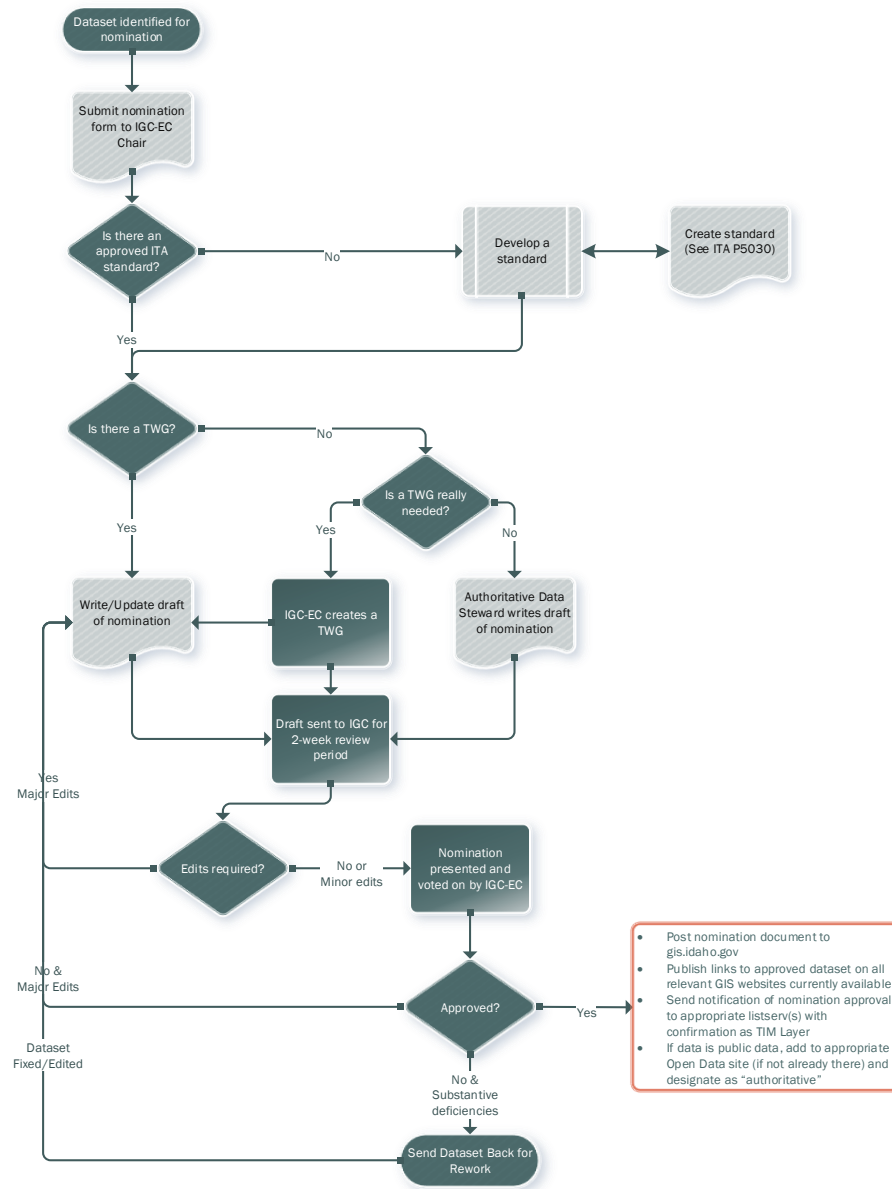 Dataset identified for
nomination
Submit nomination
form to IGC-EC
Chair
Is there an
approved ITA
standard?
No
Develop a
standard
Create standard
(See ITA P5030)
Yes
Is there a TWG?
No
Is a TWG really
needed?
Yes
Yes
No
Write/Update draft
of nomination
IGC-EC creates a
TWG
Authoritative Data
Steward writes draft
of nomination
Draft sent to IGC for
2-week review
period
Yes
Major Edits
Edits required?
No or
Minor edits
Nomination
presented and
voted on by IGC-EC
No &
Major Edits
Approved?
Yes
• Post nomination document to
gis.idaho.gov
• Publish links to approved dataset on all
relevant GIS websites currently available
• Send notification of nomination approval
to appropriate listserv(s) with
confirmation as TIM Layer
• If data is public data, add to appropriate
Open Data site (if not already there) and
designate as “authoritative”
Dataset
Fixed/Edited
No &
Substantive
deficiencies
Send Dataset Back for
Rework